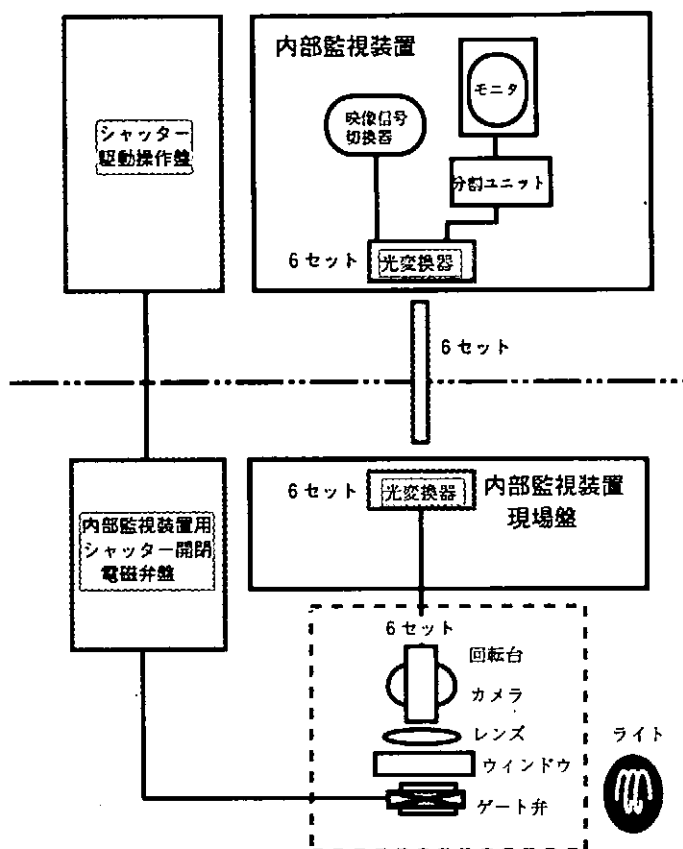 シャッター
駆動操作盤
内部監視装置
モニタ
映像信号
切換器
分割ユニット
6セット
光変換器
6セット
内部監視装置用
シャッター開閉
電磁弁盤
6セット
光変換器
内部監視装置
現場盤
6セット
回転台
カメラ
レンズ
ウィンドウ
ゲート弁
ライト